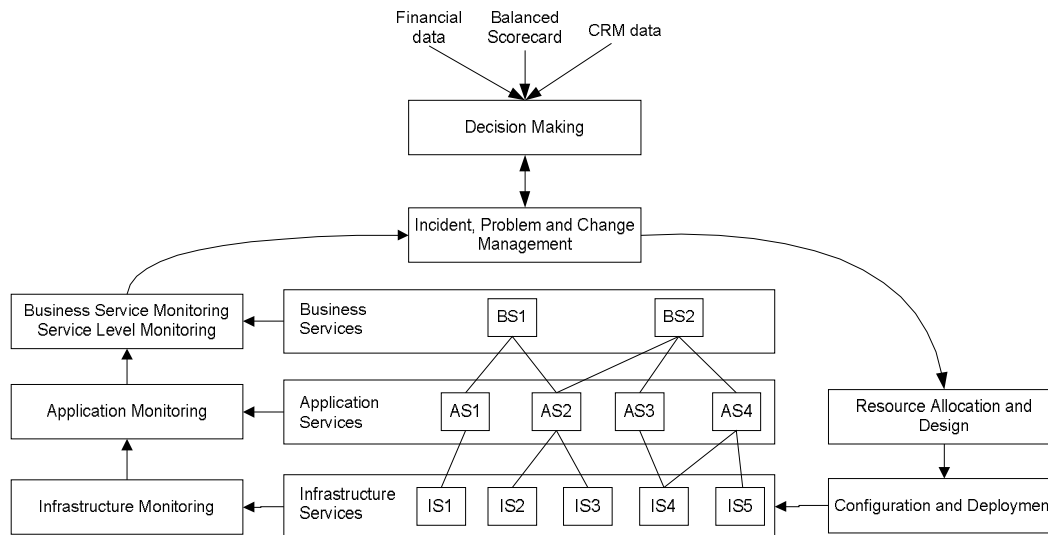 Financial
data
Balanced
Scorecard
CRM data
Decision Making
Incident, Problem and Change
Management
Business Service Monitoring
Service Level Monitoring
Business
Services
BS1
BS2
Application Monitoring
Application
Services
AS1
AS2
AS3
AS4
Resource Allocation and
Design
Infrastructure Monitoring
Infrastructure
Services
IS1
IS2
IS3
IS4
IS5
Configuration and Deployment